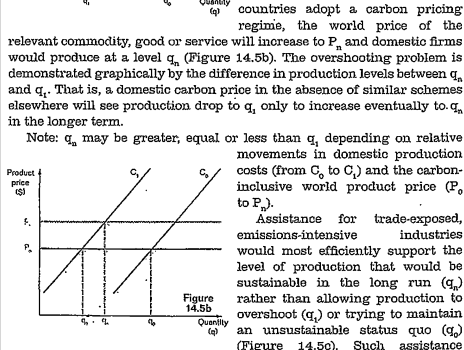 q₁ q₀ Quantity
(q)
countries adopt a carbon pricing
regime, the world price of the
relevant commodity, good or service will increase to Pₙ and domestic firms
would produce at a level qₙ (Figure 14.5b). The overshooting problem is
demonstrated graphically by the difference in production levels between qₙ
and q₁. That is, a domestic carbon price in the absence of similar schemes
elsewhere will see production drop to q₁ only to increase eventually to qₙ
in the longer term.
Note: qₙ may be greater, equal or less than q₁ depending on relative
movements in domestic production
costs (from C₀ to C₁) and the carbon-
inclusive world product price (P₀
to Pₙ).
Assistance for trade-exposed,
emissions-intensive industries
would most efficiently support the
level of production that would be
sustainable in the long run (qₙ)
rather than allowing production to
overshoot (q₁) or trying to maintain
an unsustainable status quo (q₀)
(Figure 14.5c). Such assistance
Product
price
($)
C₁ C₀
Figure
14.5b
q₀ Quantity
(q)